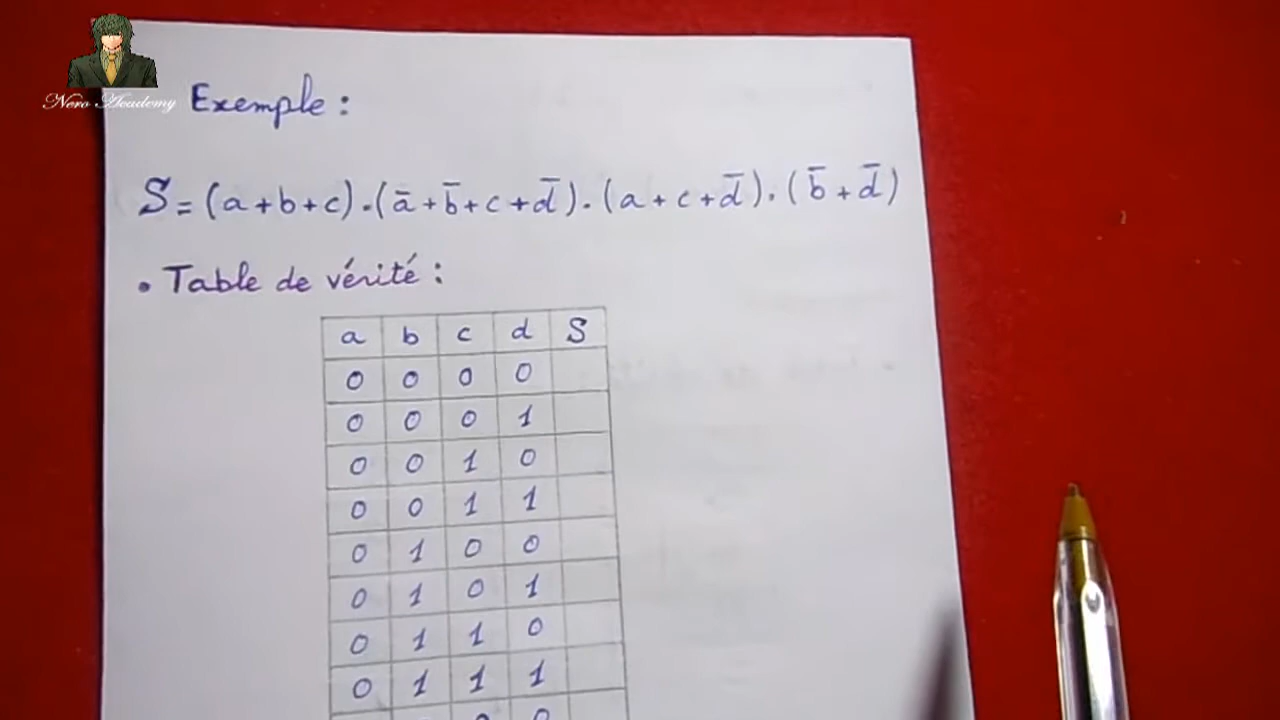 Nero Academy
Exemple :
S = (a+b+c).(a̅+b̅+c+d̅).(a+c+d̅).(b̅+d̅)
• Table de vérité :
a b c d S
0 0 0 0
0 0 0 1
0 0 1 0
0 0 1 1
0 1 0 0
0 1 0 1
0 1 1 0
0 1 1 1